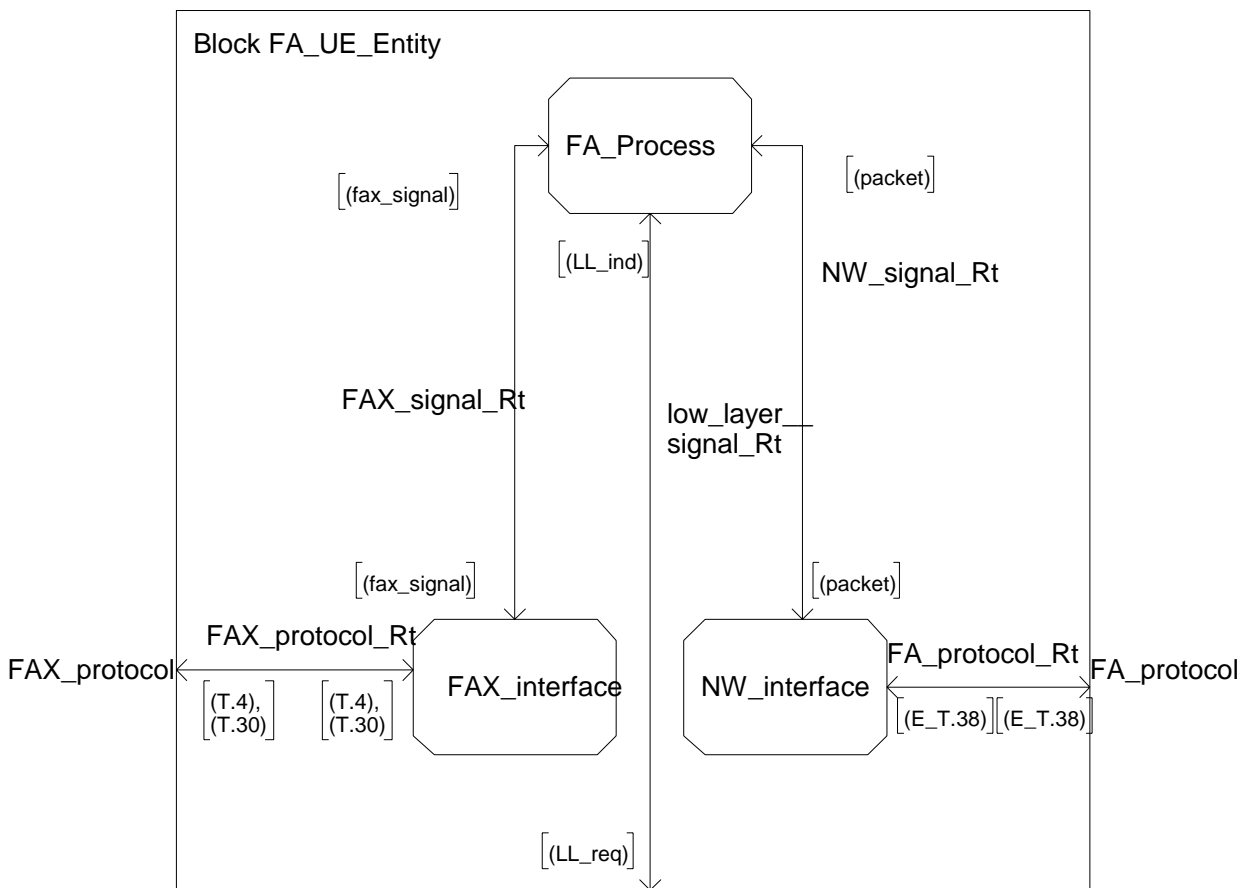 Block FA_UE_Entity
FA_Process
[(fax_signal)]
[(packet)]
[(LL_ind)]
NW_signal_Rt
FAX_signal_Rt
low_layer__
signal_Rt
[(fax_signal)]
[(packet)]
FAX_protocol_Rt
FA_protocol_Rt
FAX_protocol
FAX_interface
NW_interface
FA_protocol
[(T.4),
(T.30)]
[(T.4),
(T.30)]
[(E_T.38)]
[(E_T.38)]
[(LL_req)]